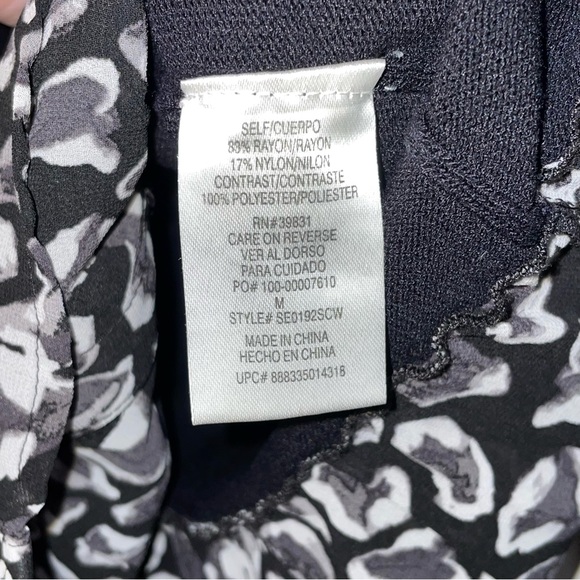 SELF/CUERPO
83% RAYON/RAYON
17% NYLON/NILON
CONTRAST/CONTRASTE
100% POLYESTER/POLIESTER
RN#39831
CARE ON REVERSE
VER AL DORSO
PARA CUIDADO
PO# 100-00007610
M
STYLE# SE0192SCW
MADE IN CHINA
HECHO EN CHINA
UPC# 888335014316